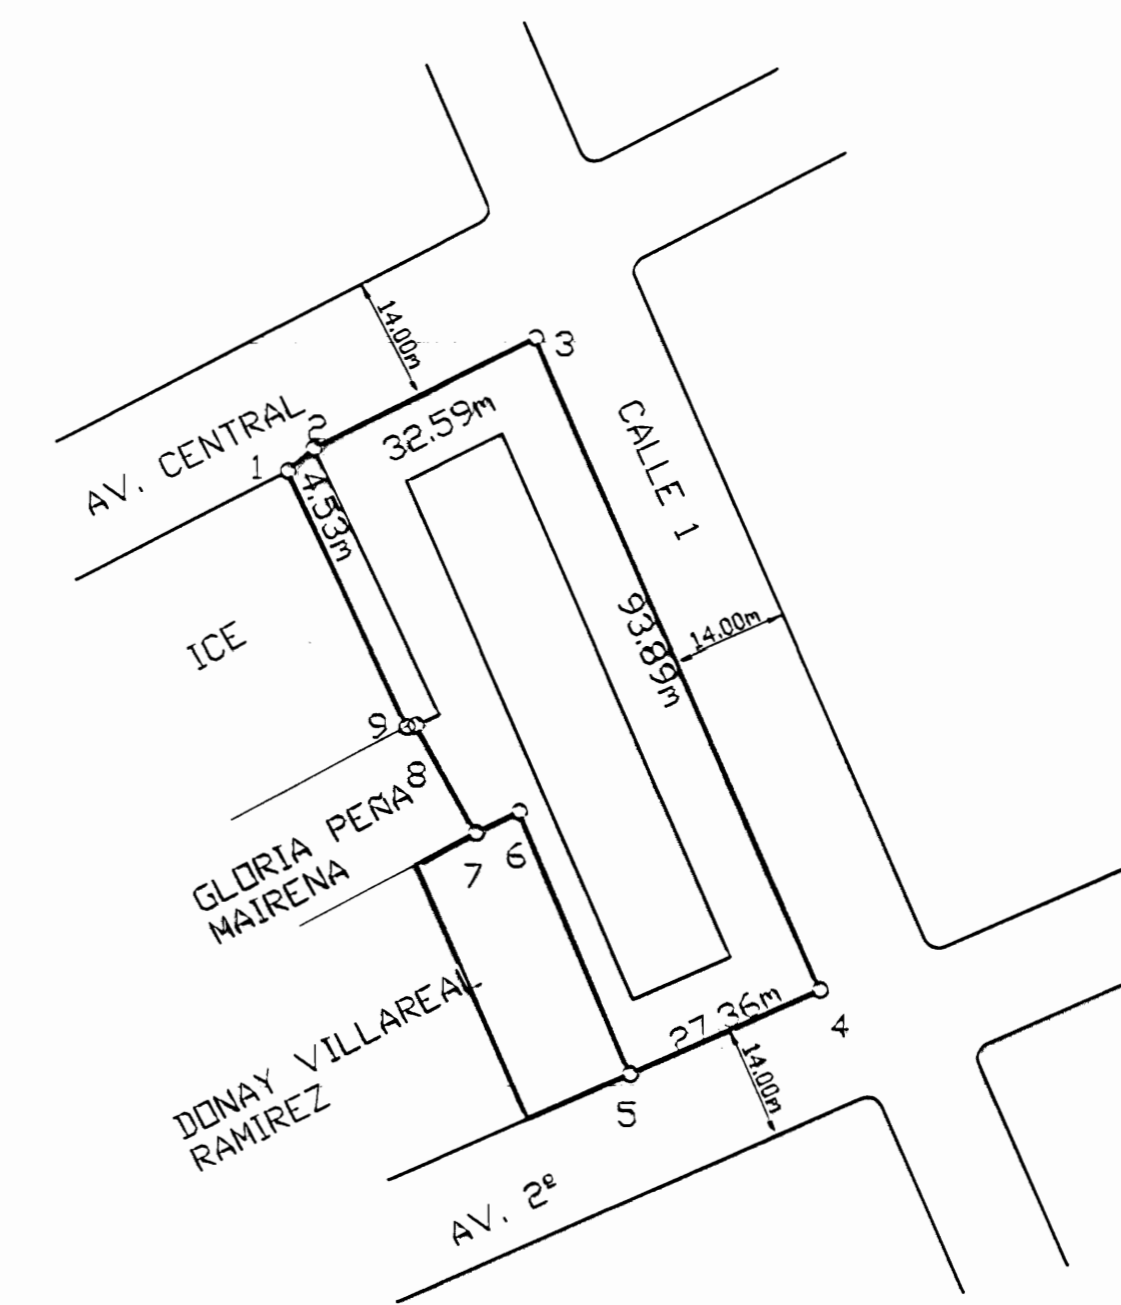 14.00m
3
AV. CENTRAL
2
32.59m
1
4.53m
CALLE 1
93.89m
14.00m
ICE
9
8
GLORIA PEÑA
MAIRENA
7
6
DONAY VILLAREAL
RAMIREZ
27.36m
4
14.00m
5
AV. 2ª